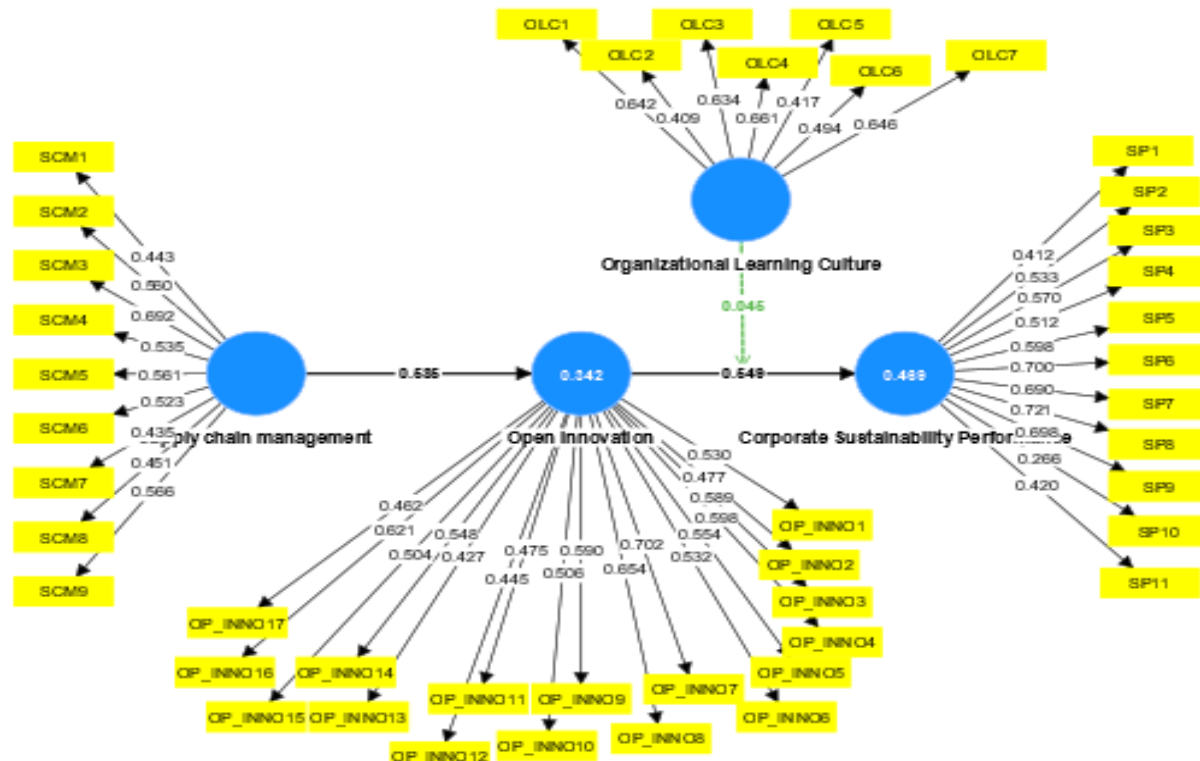 OLC1
OLC3
OLC5
OLC2
OLC4
OLC6
OLC7
0.642
0.409
0.634
0.661
0.417
0.494
0.646
Organizational Learning Culture
0.045
SCM1
SCM2
SCM3
SCM4
SCM5
SCM6
SCM7
SCM8
SCM9
0.443
0.560
0.692
0.535
0.561
0.523
0.435
0.451
0.566
pply chain management
0.585
0.342
Open Innovation
0.549
0.469
Corporate Sustainability Perform
SP1
SP2
SP3
SP4
SP5
SP6
SP7
SP8
SP9
SP10
SP11
0.412
0.533
0.570
0.512
0.598
0.700
0.690
0.721
0.698
0.266
0.420
0.530
0.477
0.589
0.598
0.554
0.532
0.702
0.654
0.590
0.506
0.475
0.445
0.548
0.427
0.504
0.621
0.462
OP_INNO1
OP_INNO2
OP_INNO3
OP_INNO4
OP_INNO5
OP_INNO6
OP_INNO7
OP_INNO8
OP_INNO9
OP_INNO10
OP_INNO11
OP_INNO12
OP_INNO13
OP_INNO14
OP_INNO15
OP_INNO16
OP_INNO17